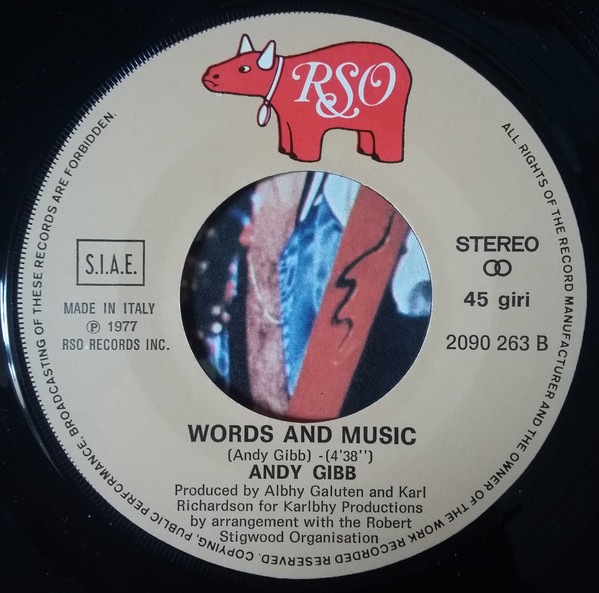 RSO
S.I.A.E.
MADE IN ITALY
℗ 1977
RSO RECORDS INC.
STEREO
45 giri
2090 263 B
WORDS AND MUSIC
(Andy Gibb) -(4'38'')
ANDY GIBB
Produced by Albhy Galuten and Karl
Richardson for Karlbhy Productions
by arrangement with the Robert
Stigwood Organisation
ALL RIGHTS OF THE RECORD MANUFACTURER AND THE OWNER OF THE WORK RECORDED RESERVED. COPYING, PUBLIC PERFORMANCE, BROADCASTING OF THESE RECORDS ARE FORBIDDEN.